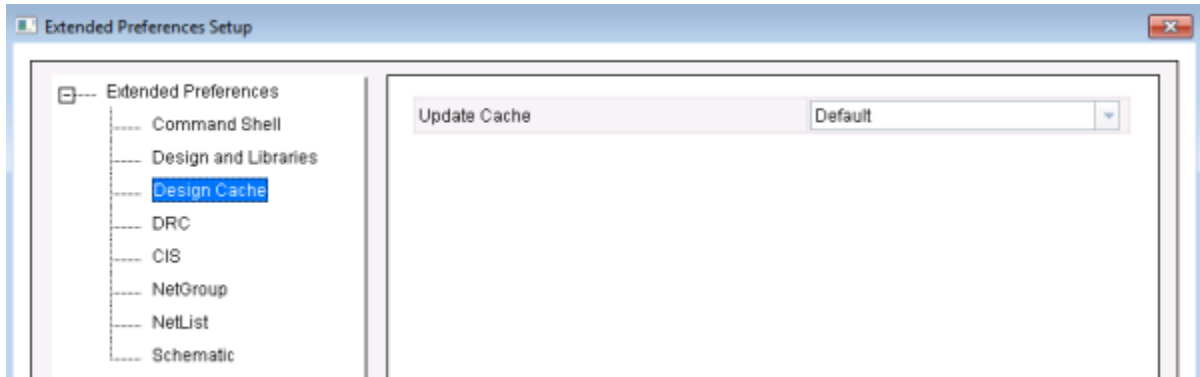 Extended Preferences Setup
Extended Preferences
Command Shell
Design and Libraries
Design Cache
DRC
CIS
NetGroup
NetList
Schematic
Update Cache
Default